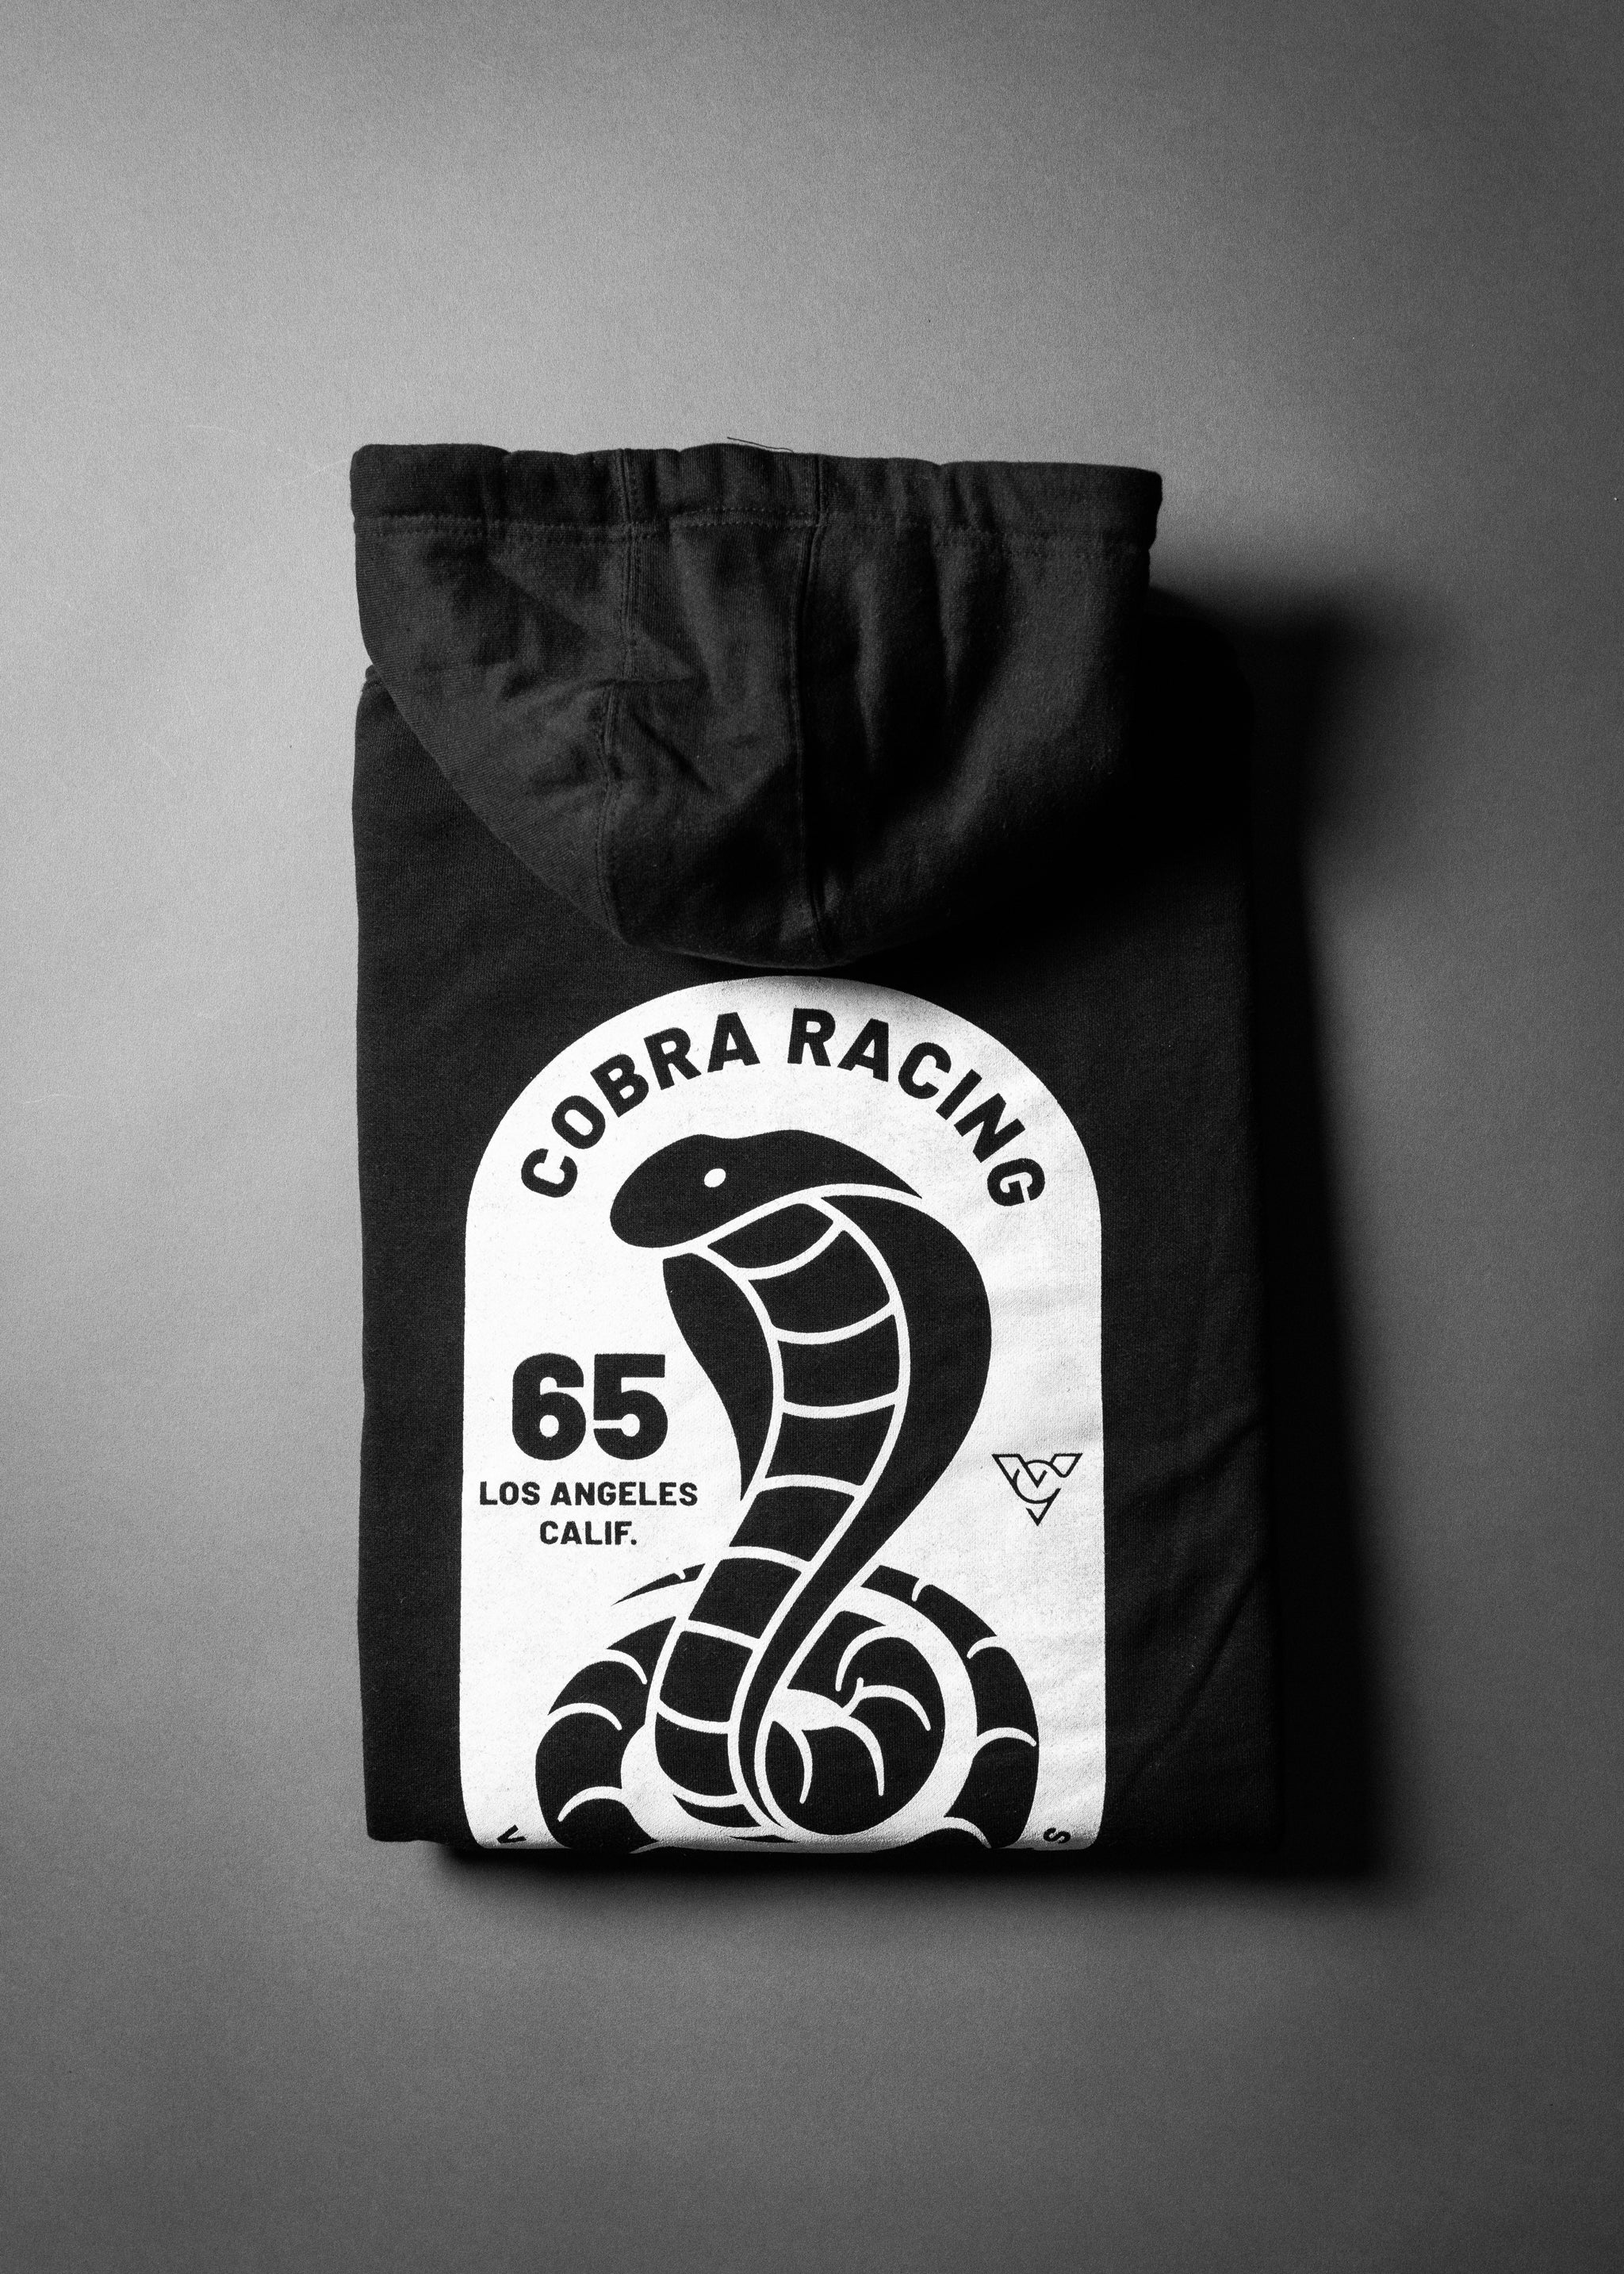 COBRA RACING
65
LOS ANGELES
CALIF.